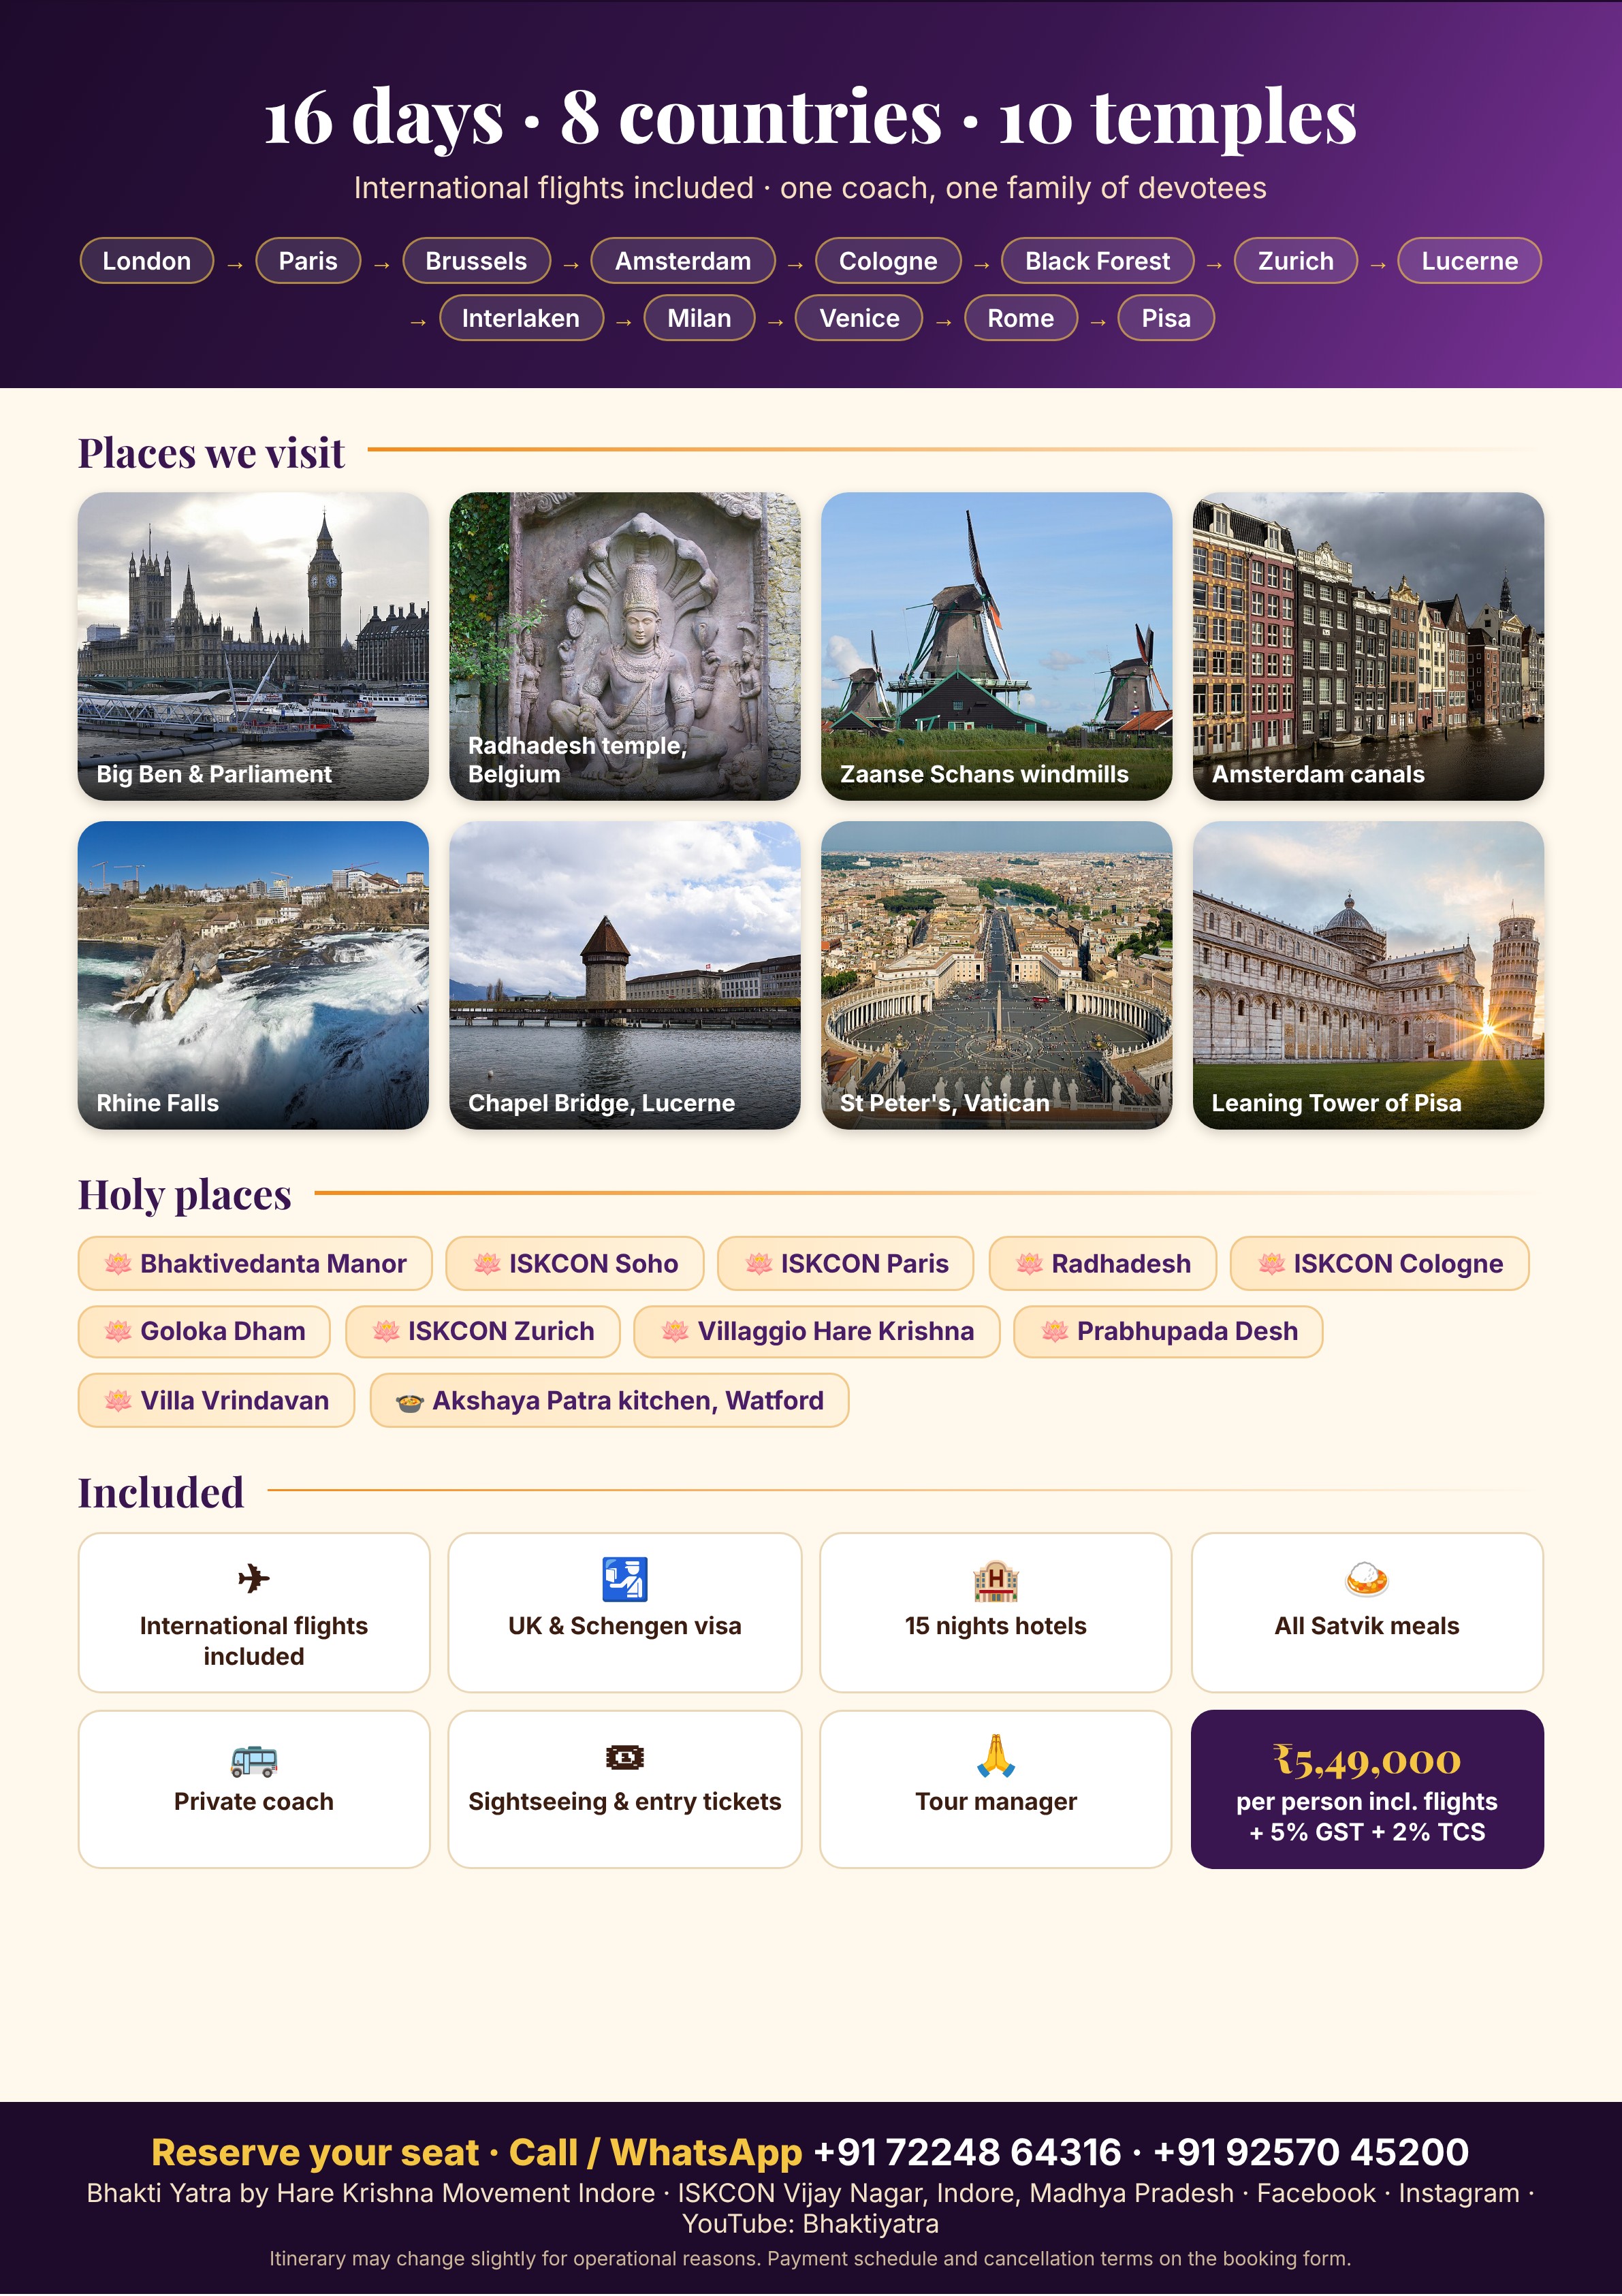 16 days · 8 countries · 10 temples
International flights included · one coach, one family of devotees
London → Paris → Brussels → Amsterdam → Cologne → Black Forest → Zurich → Lucerne
→ Interlaken → Milan → Venice → Rome → Pisa
Places we visit
Big Ben & Parliament
Radhadesh temple,
Belgium
Zaanse Schans windmills
Amsterdam canals
Rhine Falls
Chapel Bridge, Lucerne
St Peter's, Vatican
Leaning Tower of Pisa
Holy places
Bhaktivedanta Manor
ISKCON Soho
ISKCON Paris
Radhadesh
ISKCON Cologne
Goloka Dham
ISKCON Zurich
Villaggio Hare Krishna
Prabhupada Desh
Villa Vrindavan
Akshaya Patra kitchen, Watford
Included
International flights
included
UK & Schengen visa
15 nights hotels
All Satvik meals
Private coach
Sightseeing & entry tickets
Tour manager
₹5,49,000
per person incl. flights
+ 5% GST + 2% TCS
Reserve your seat · Call / WhatsApp +91 72248 64316 · +91 92570 45200
Bhakti Yatra by Hare Krishna Movement Indore · ISKCON Vijay Nagar, Indore, Madhya Pradesh · Facebook · Instagram ·
YouTube: Bhaktiyatra
Itinerary may change slightly for operational reasons. Payment schedule and cancellation terms on the booking form.